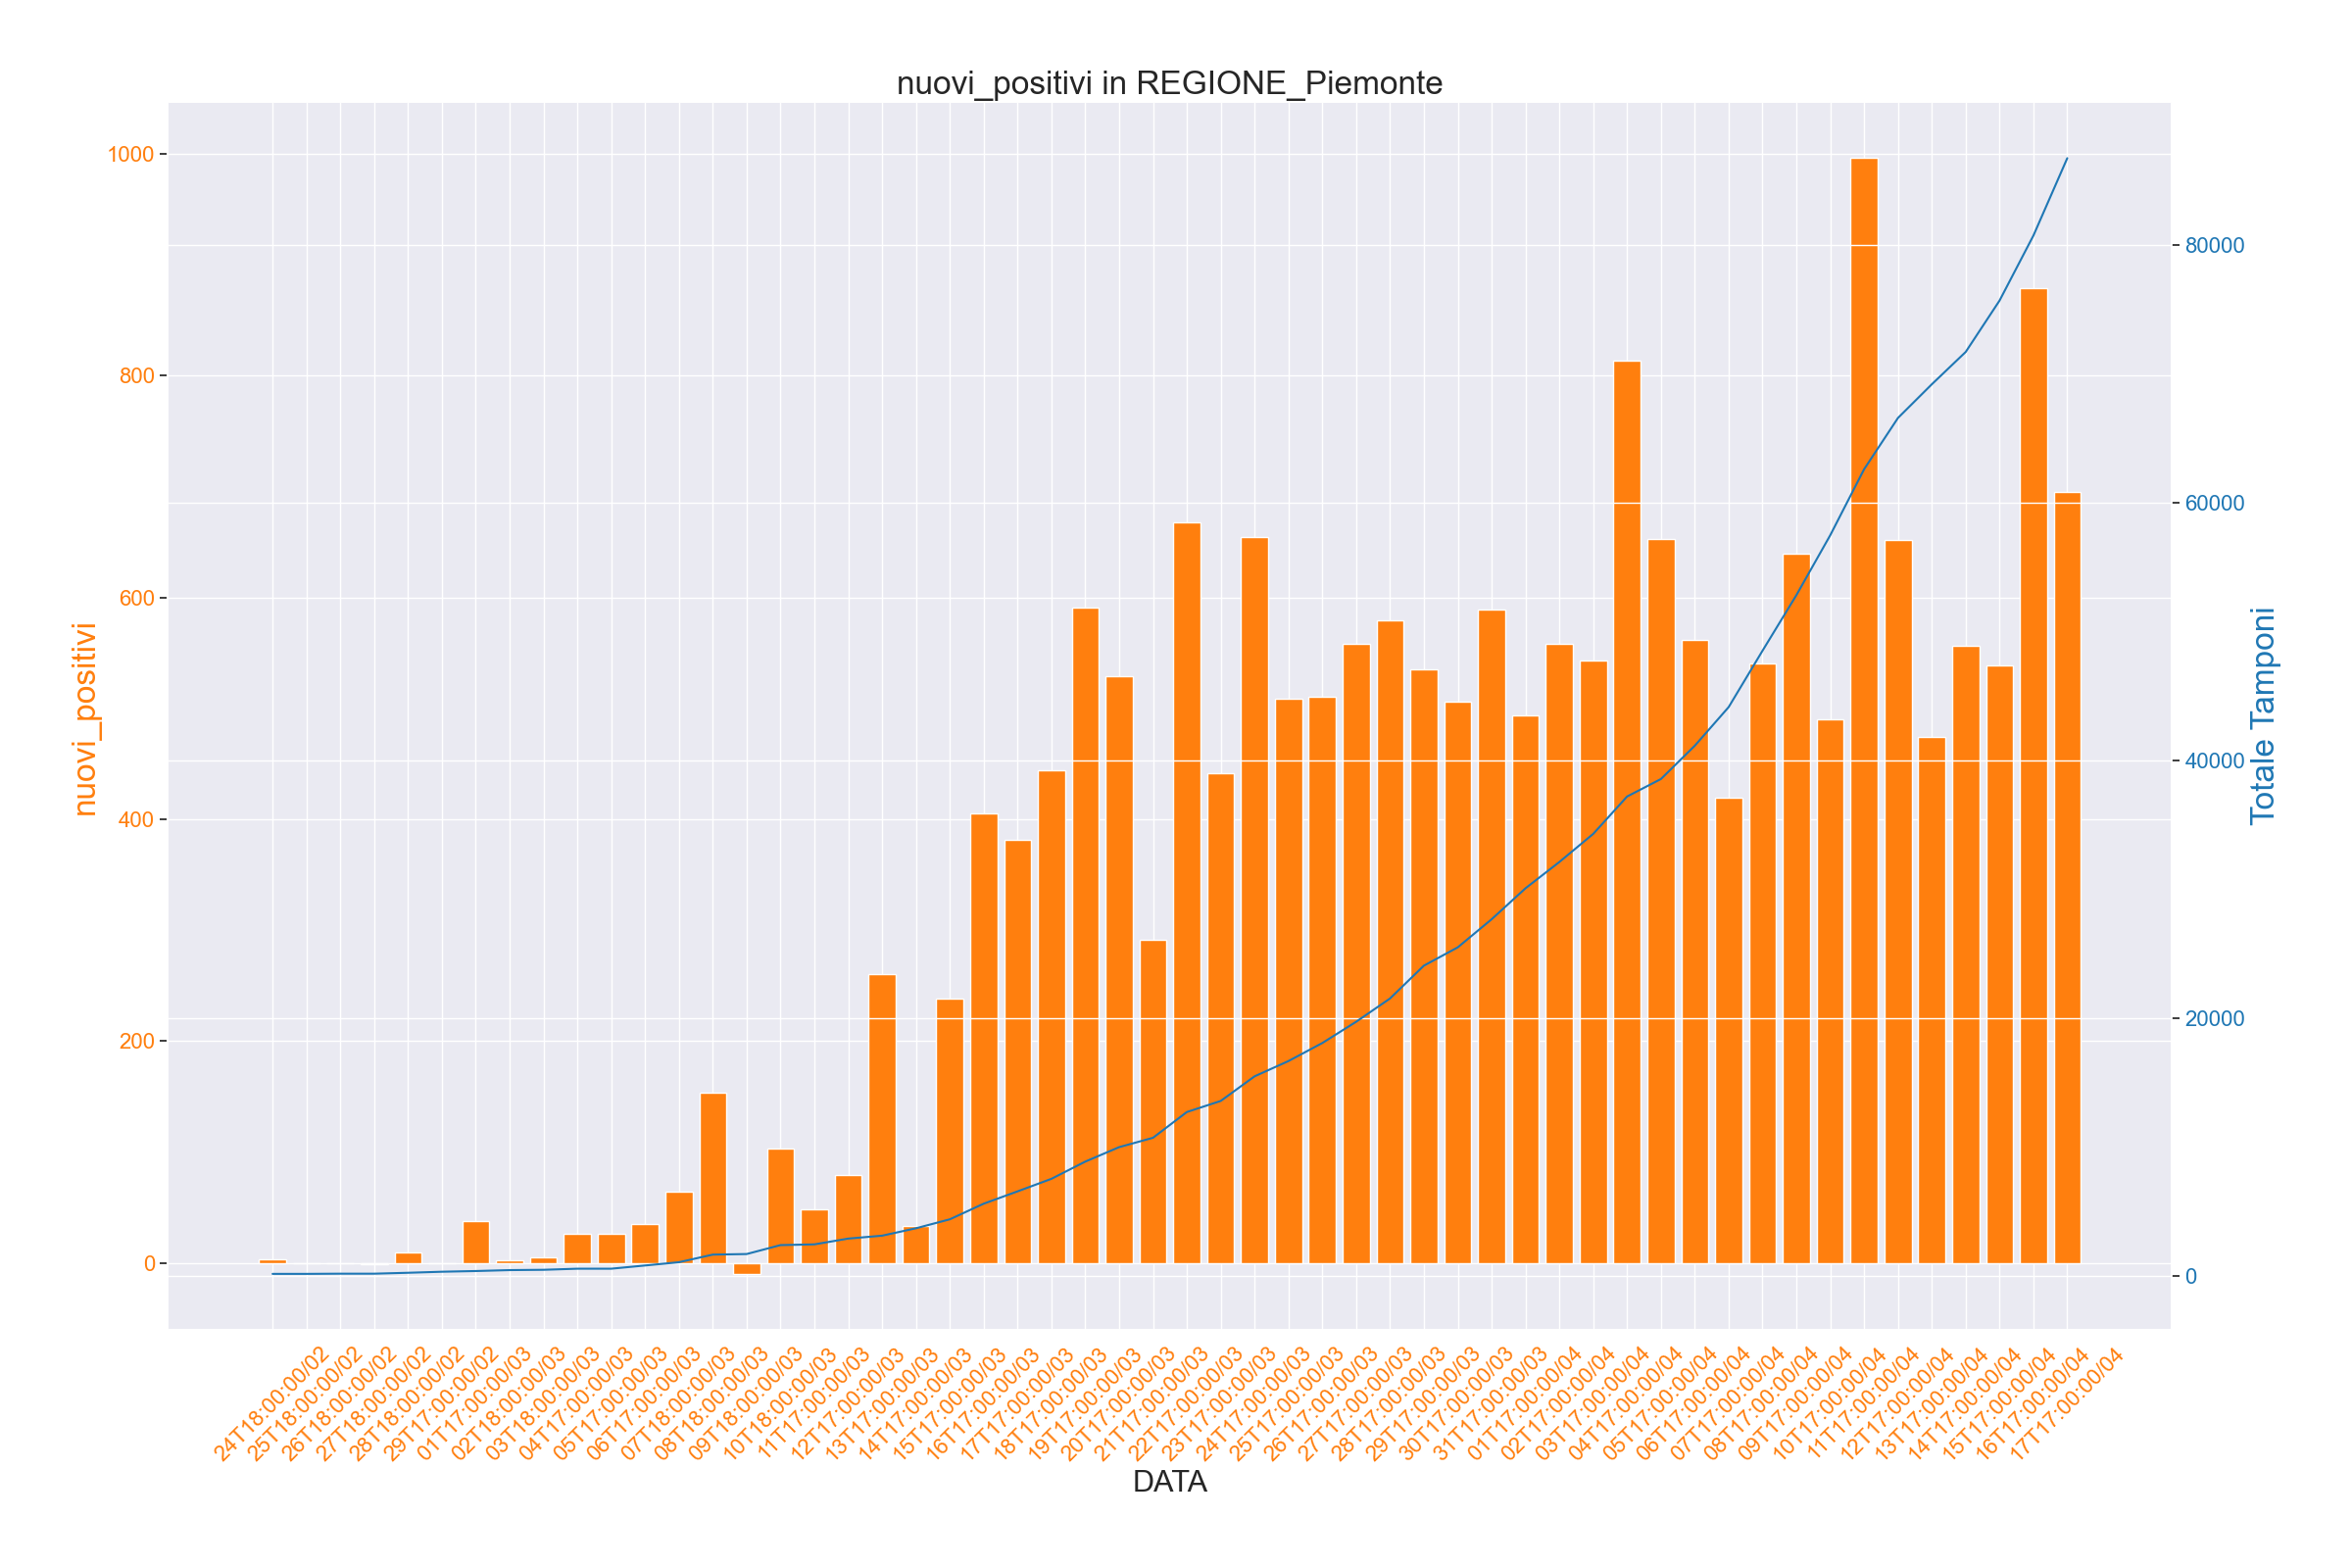 nuovi_positivi in REGIONE_Piemonte
1000
800
600
400
200
0
nuovi_positivi
80000
60000
40000
20000
0
Totale Tamponi
24T18:00:00/02
25T18:00:00/02
26T18:00:00/02
27T18:00:00/02
28T18:00:00/02
29T17:00:00/02
01T17:00:00/03
02T18:00:00/03
03T18:00:00/03
04T17:00:00/03
05T17:00:00/03
06T17:00:00/03
07T18:00:00/03
08T18:00:00/03
09T18:00:00/03
10T18:00:00/03
11T17:00:00/03
12T17:00:00/03
13T17:00:00/03
14T17:00:00/03
15T17:00:00/03
16T17:00:00/03
17T17:00:00/03
18T17:00:00/03
19T17:00:00/03
20T17:00:00/03
21T17:00:00/03
22T17:00:00/03
23T17:00:00/03
24T17:00:00/03
25T17:00:00/03
26T17:00:00/03
27T17:00:00/03
28T17:00:00/03
29T17:00:00/03
30T17:00:00/03
31T17:00:00/03
01T17:00:00/04
02T17:00:00/04
03T17:00:00/04
04T17:00:00/04
05T17:00:00/04
06T17:00:00/04
07T17:00:00/04
08T17:00:00/04
09T17:00:00/04
10T17:00:00/04
11T17:00:00/04
12T17:00:00/04
13T17:00:00/04
14T17:00:00/04
15T17:00:00/04
16T17:00:00/04
17T17:00:00/04
DATA